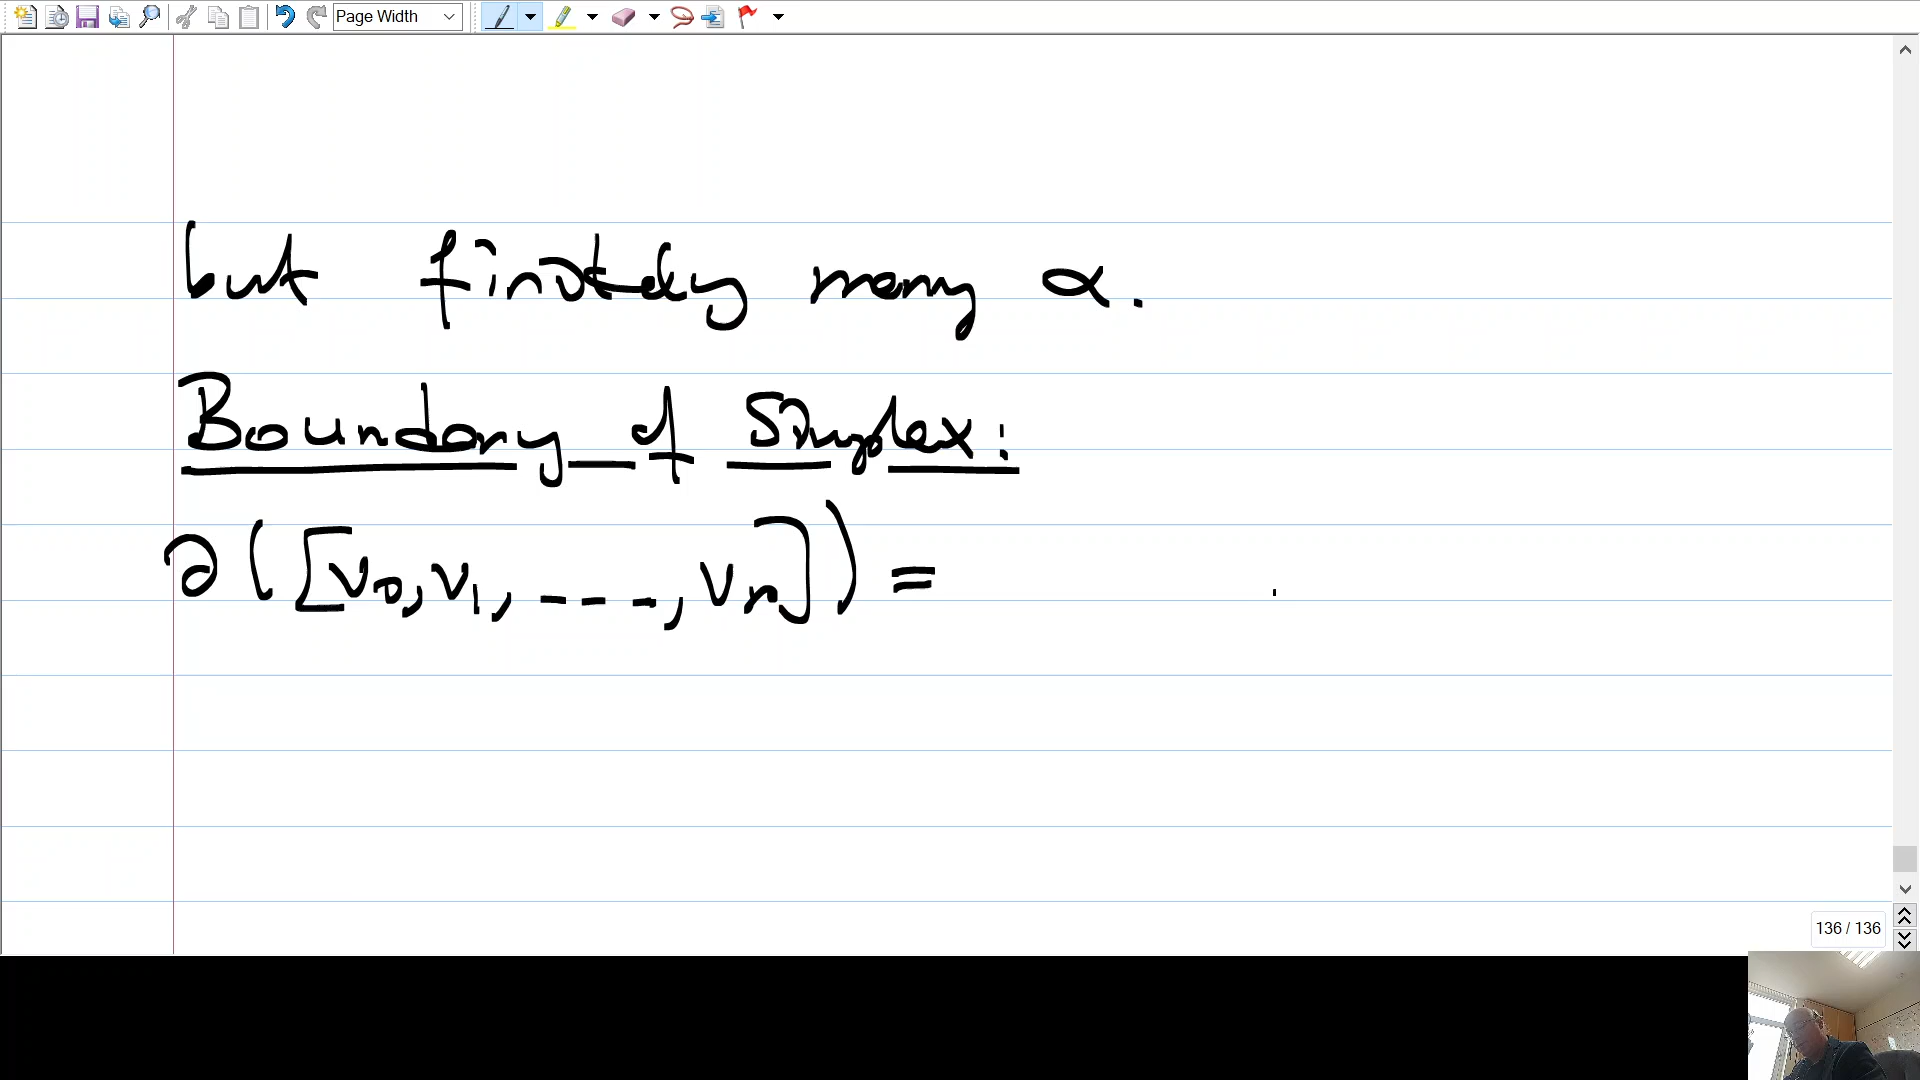 Page Width
but finitely many α.
Boundary of Simplex:
∂([v₀,v₁, ----, vₙ]) =
136 / 136